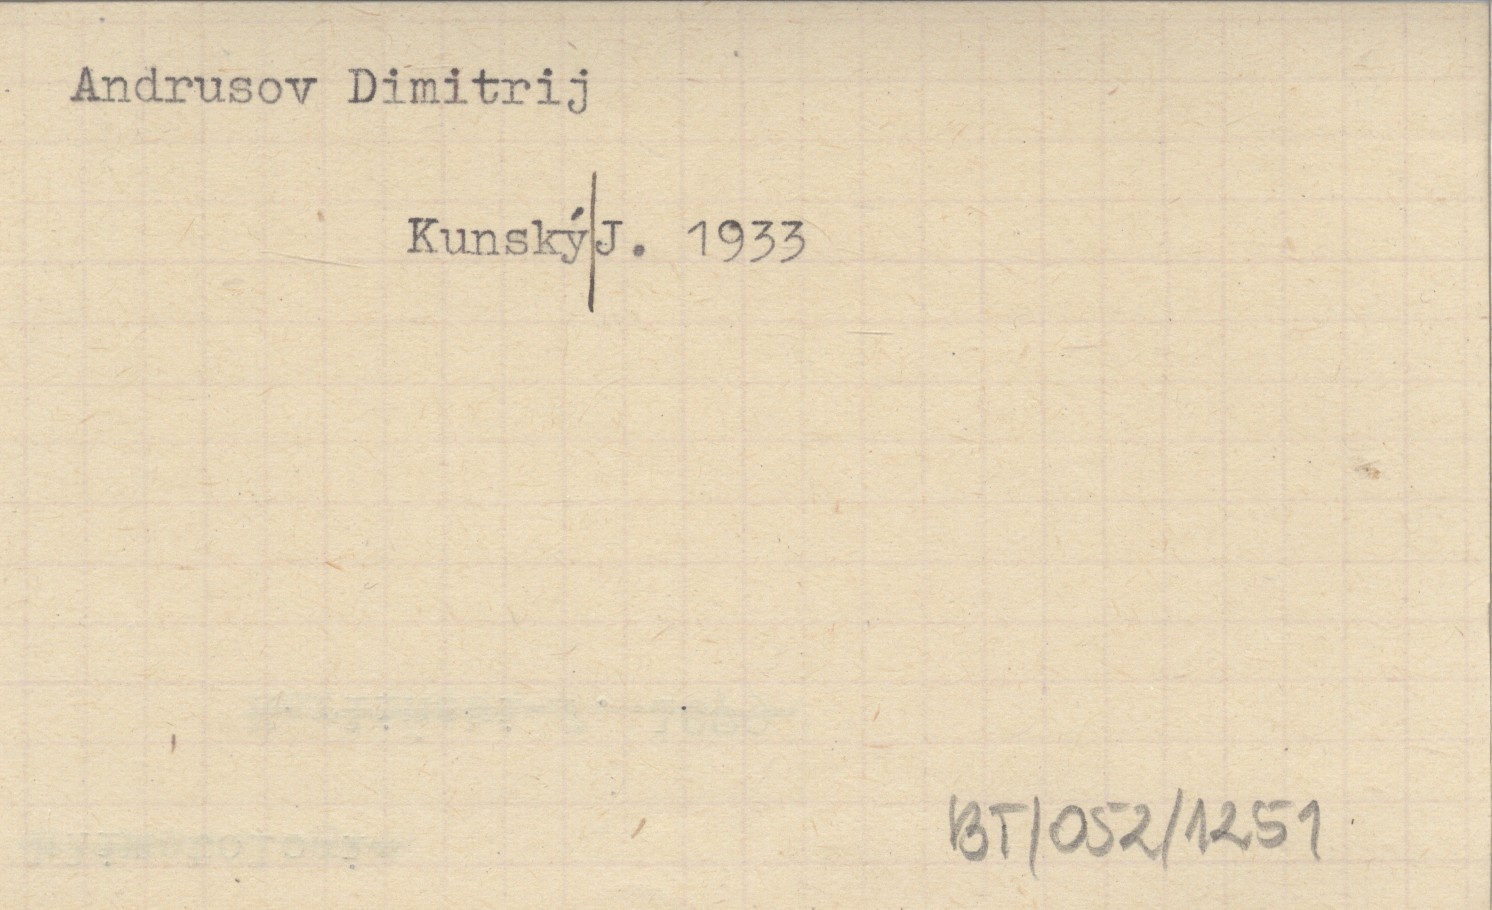 Andrusov Dimitrij
Kunský|J. 1933
BT/052/1251